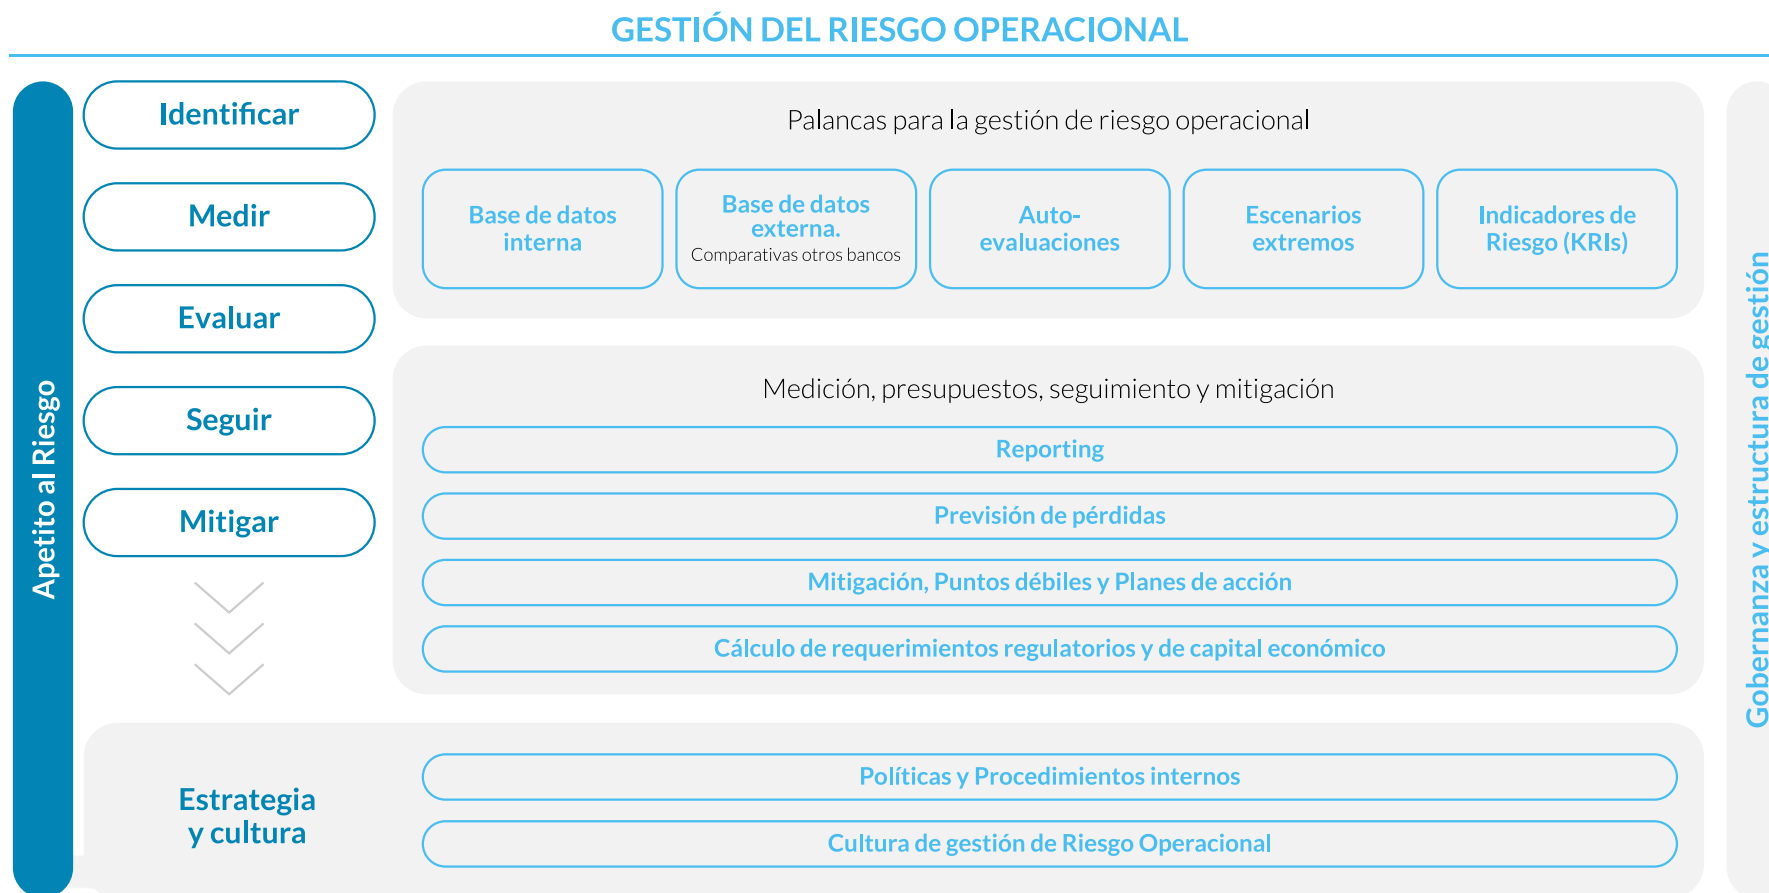 GESTIÓN DEL RIESGO OPERACIONAL
Apetito al Riesgo
Identificar
Medir
Evaluar
Seguir
Mitigar
Palancas para la gestión de riesgo operacional
Base de datos
interna
Base de datos
externa.
Comparativas otros bancos
Auto-
evaluaciones
Escenarios
extremos
Indicadores de
Riesgo (KRIs)
Medición, presupuestos, seguimiento y mitigación
Reporting
Previsión de pérdidas
Mitigación, Puntos débiles y Planes de acción
Cálculo de requerimientos regulatorios y de capital económico
Estrategia
y cultura
Políticas y Procedimientos internos
Cultura de gestión de Riesgo Operacional
Gobernanza y estructura de gestión